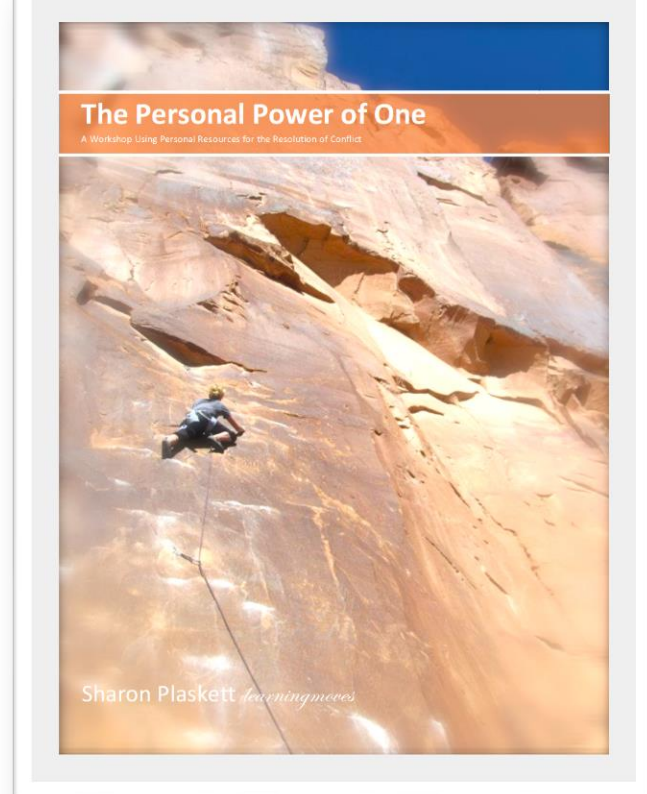 The Personal Power of One
A Workshop Using Personal Resources for the Resolution of Conflict
Sharon Plaskett learningmoves